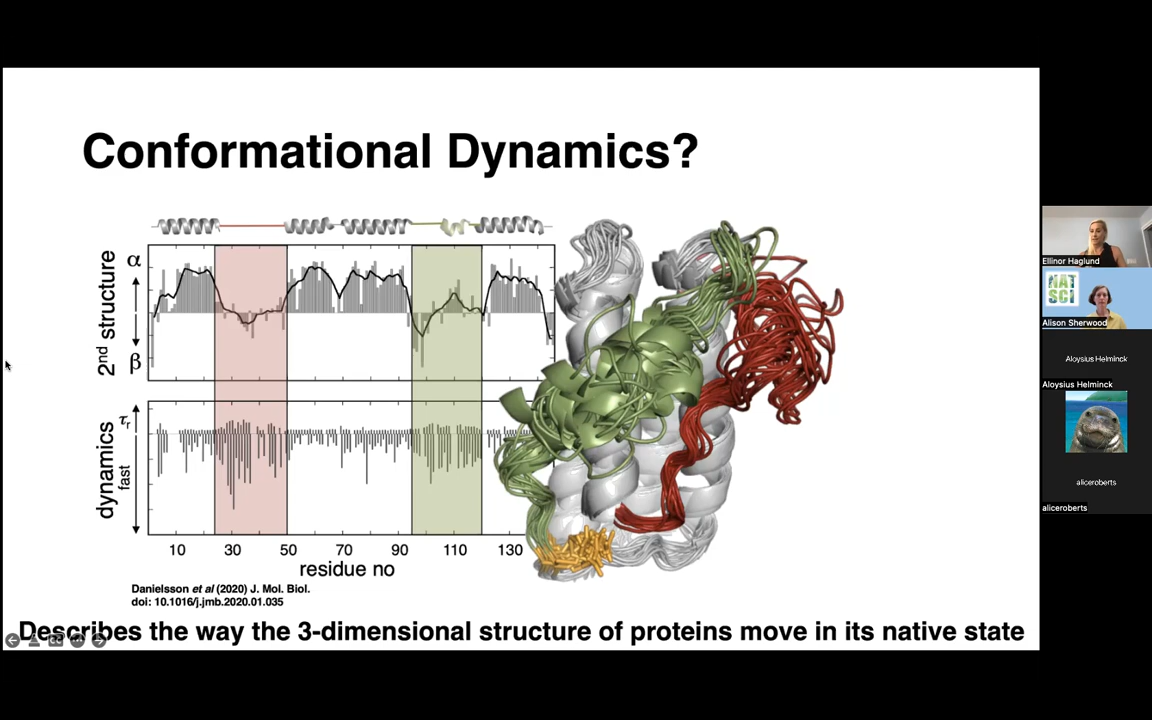 Conformational Dynamics?
2nd structure
α
β
dynamics
fast
τr
10 30 50 70 90 110 130
residue no
Danielsson et al (2020) J. Mol. Biol.
doi: 10.1016/j.jmb.2020.01.035
Describes the way the 3-dimensional structure of proteins move in its native state
CC
Ellinor Haglund
NAT
SCI
Alison Sherwood
Aloysius Helminck
Aloysius Helminck
aliceroberts
aliceroberts